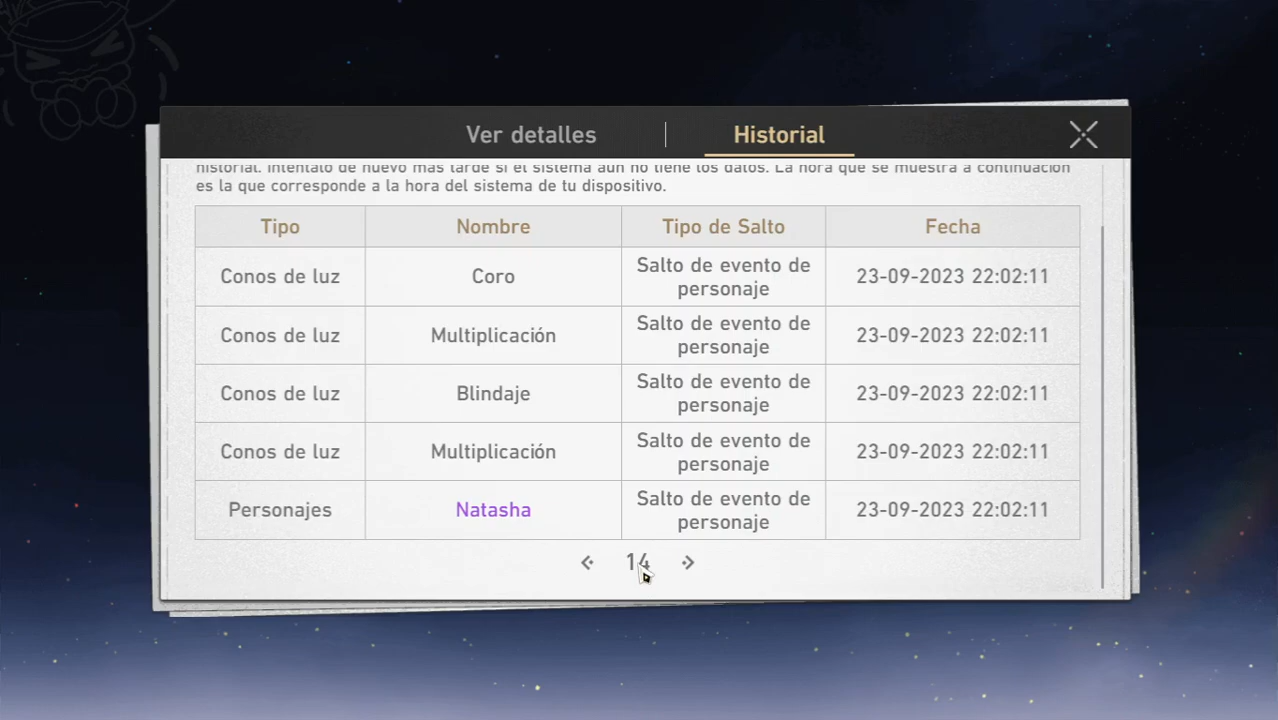 Ver detalles
Historial
historial. Inténtalo de nuevo más tarde si el sistema aún no tiene los datos. La hora que se muestra a continuación
es la que corresponde a la hora del sistema de tu dispositivo.
Tipo
Nombre
Tipo de Salto
Fecha
Conos de luz
Coro
Salto de evento de
personaje
23-09-2023 22:02:11
Conos de luz
Multiplicación
Salto de evento de
personaje
23-09-2023 22:02:11
Conos de luz
Blindaje
Salto de evento de
personaje
23-09-2023 22:02:11
Conos de luz
Multiplicación
Salto de evento de
personaje
23-09-2023 22:02:11
Personajes
Natasha
Salto de evento de
personaje
23-09-2023 22:02:11
14